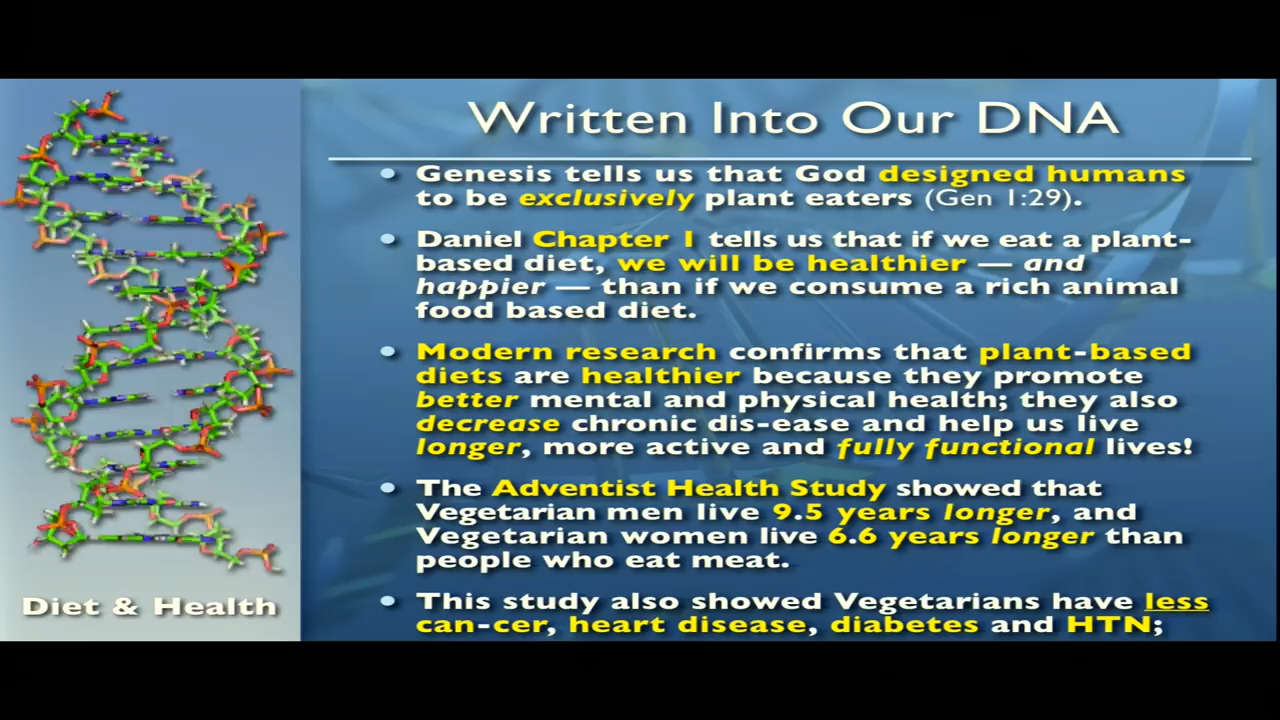 Written Into Our DNA
• Genesis tells us that God designed humans
to be exclusively plant eaters (Gen 1:29).
• Daniel Chapter 1 tells us that if we eat a plant-
based diet, we will be healthier — and
happier — than if we consume a rich animal
food based diet.
• Modern research confirms that plant-based
diets are healthier because they promote
better mental and physical health; they also
decrease chronic dis-ease and help us live
longer, more active and fully functional lives!
• The Adventist Health Study showed that
Vegetarian men live 9.5 years longer, and
Vegetarian women live 6.6 years longer than
people who eat meat.
• This study also showed Vegetarians have less
can-cer, heart disease, diabetes and HTN;
Diet & Health